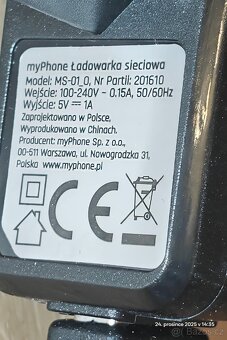 myPhone Ładowarka sieciowa
Model: MS-01_0, Nr Partii: 201610
Wejście: 100-240V ~ 0.15A, 50/60Hz
Wyjście: 5V ⎓ 1A
Zaprojektowano w Polsce,
Wyprodukowano w Chinach.
Producent: myPhone Sp. z o.o.,
00-511 Warszawa, ul. Nowogrodzka 31,
Polska www.myphone.pl
CE
24. prosince 2025 v 14:35